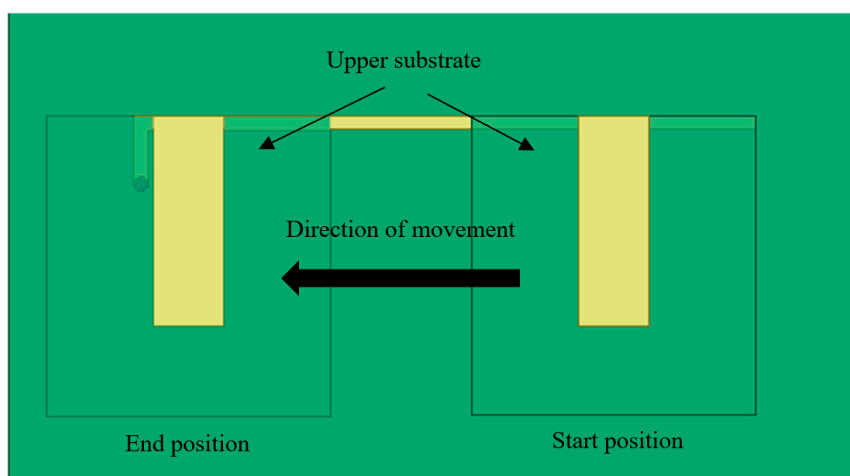 Upper substrate
Direction of movement
End position
Start position